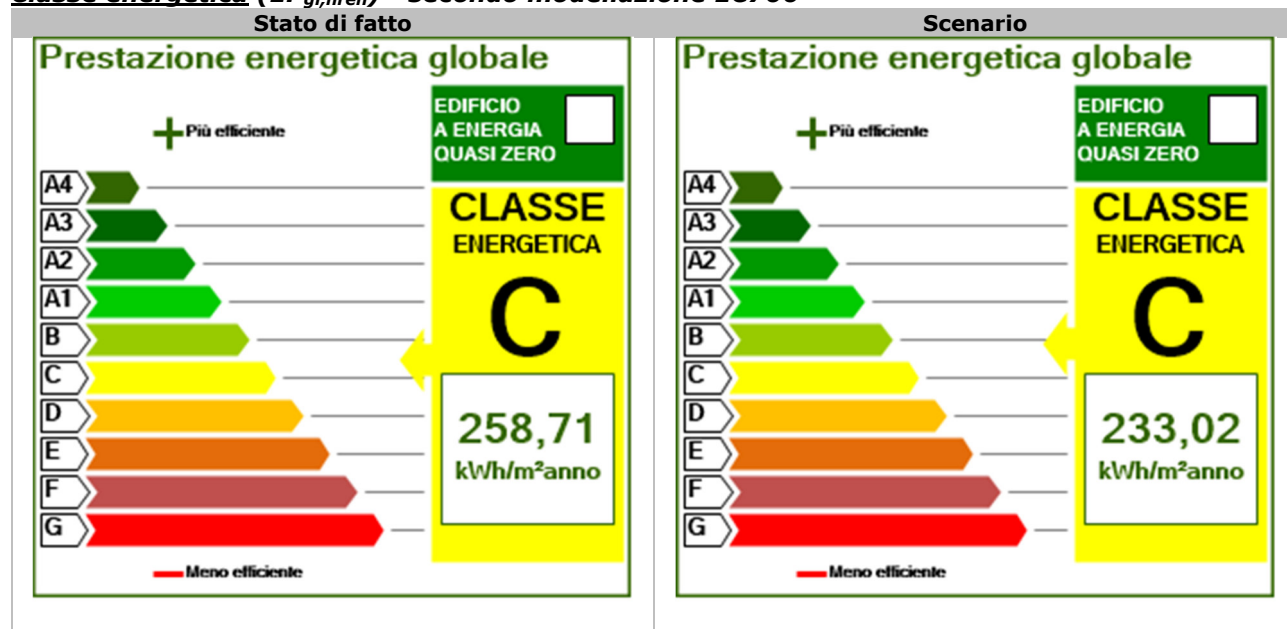 Stato di fatto
Scenario
Prestazione energetica globale
EDIFICIO
A ENERGIA
QUASI ZERO
Più efficiente
A4
A3
A2
A1
B
C
D
E
F
G
CLASSE
ENERGETICA
C
258,71
kWh/m²anno
Meno efficiente
Prestazione energetica globale
EDIFICIO
A ENERGIA
QUASI ZERO
Più efficiente
A4
A3
A2
A1
B
C
D
E
F
G
CLASSE
ENERGETICA
C
233,02
kWh/m²anno
Meno efficiente